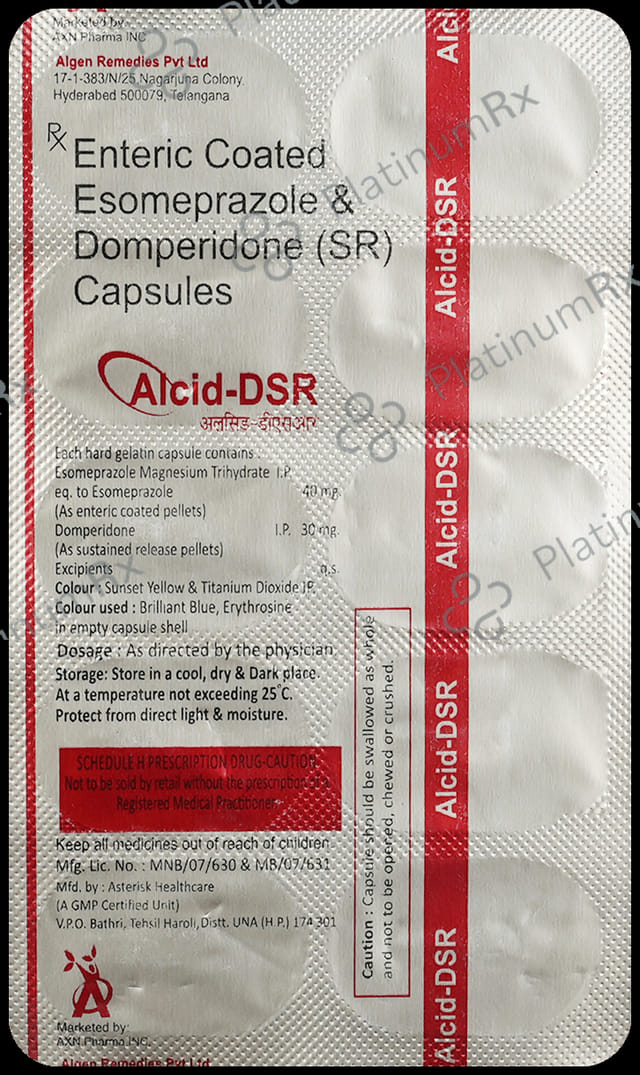 Marketed by:
AXN Pharma INC
Algen Remedies Pvt Ltd
17-1-383/N/25 Nagarjuna Colony
Hyderabed 500079, Telangana
Rx Enteric Coated
Esomeprazole &
Domperidone (SR)
Capsules
Alcid-DSR
अलसिड-डीएसआर
Each hard gelatin capsule contains :
Esomeprazole Magnesium Trihydrate I.P.
eq. to Esomeprazole 40 mg.
(As enteric coated pellets)
Domperidone I.P. 30 mg.
(As sustained release pellets)
Excipients q.s.
Colour : Sunset Yellow & Titanium Dioxide IP.
Colour used : Brilliant Blue, Erythrosine
in empty capsule shell
Dosage : As directed by the physician
Storage: Store in a cool, dry & Dark place.
At a temperature not exceeding 25°C.
Protect from direct light & moisture.
SCHEDULE H PRESCRIPTION DRUG-CAUTION
Not to be sold by retail without the prescription of a
Registered Medical Practitioner
Keep all medicines out of reach of children
Mfg. Lic. No. : MNB/07/630 & MB/07/631
Mfd. by : Asterisk Healthcare
(A GMP Certified Unit)
V.P.O. Bathri, Tehsil Haroli, Distt. UNA (H.P.) 174 301
Marketed by:
AXN Pharma INC.
Algen Remedies Pvt Ltd
Caution : Capsule should be swallowed as whole
and not to be opened, chewed or crushed.
Alci
Alcid-DSR
Alcid-DSR
Alcid-DSR
Alcid-DSR
PlatinumRx
PlatinumRx
PlatinumRx
Platinu